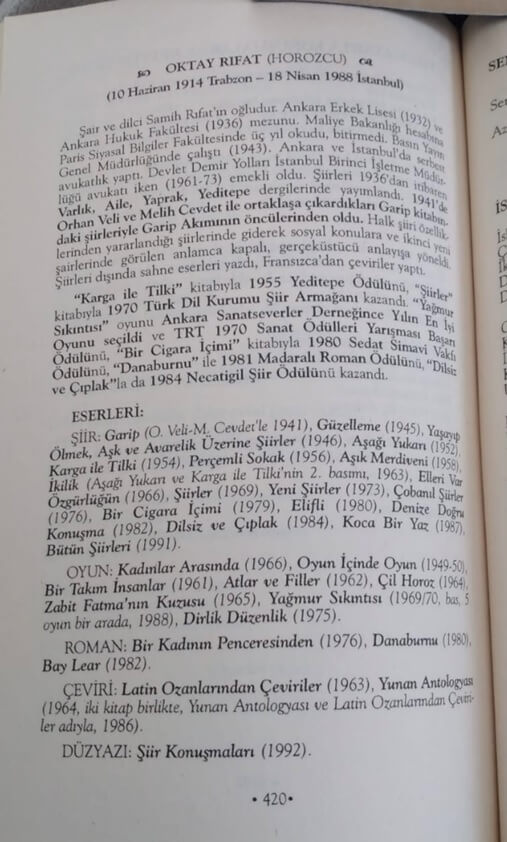 OKTAY RIFAT (HOROZCU)
(10 Haziran 1914 Trabzon – 18 Nisan 1988 İstanbul)
Şair ve dilci Samih Rıfat'ın oğludur. Ankara Erkek Lisesi (1932) ve
Ankara Hukuk Fakültesi (1936) mezunu. Maliye Bakanlığı hesabına
Paris Siyasal Bilgiler Fakültesinde üç yıl okudu, bitirmedi. Basın Yayın
Genel Müdürlüğünde çalıştı (1943). Ankara ve İstanbul'da serbest
avukatlık yaptı. Devlet Demir Yolları İstanbul Birinci İşletme Müdür-
lüğü avukatı iken (1961-73) emekli oldu. Şiirleri 1936'dan itibaren
Varlık, Aile, Yaprak, Yeditepe dergilerinde yayımlandı. 1941'de
Orhan Veli ve Melih Cevdet ile ortaklaşa çıkardıkları Garip kitabın-
daki şiirleriyle Garip Akımının öncülerinden oldu. Halk şiiri özellik-
lerinden yararlandığı şiirlerinde giderek sosyal konulara ve ikinci yeni
şairlerinde görülen anlamca kapalı, gerçeküstücü anlayışa yöneldi.
Şiirleri dışında sahne eserleri yazdı, Fransızca'dan çeviriler yaptı.
"Karga ile Tilki" kitabıyla 1955 Yeditepe Ödülünü, "Şiirler"
kitabıyla 1970 Türk Dil Kurumu Şiir Armağanı kazandı. "Yağmur
Sıkıntısı" oyunu Ankara Sanatseverler Derneğince Yılın En İyi
Oyunu seçildi ve TRT 1970 Sanat Ödülleri Yarışması Başarı
Ödülünü, "Bir Cigara İçimi" kitabıyla 1980 Sedat Simavi Vakfı
Ödülünü, "Danaburnu" ile 1981 Madaralı Roman Ödülünü, "Dilsiz
ve Çıplak"la da 1984 Necatigil Şiir Ödülünü kazandı.
ESERLERİ:
ŞİİR: Garip (O. Veli-M. Cevdet'le 1941), Güzelleme (1945), Yaşayıp
Ölmek, Aşk ve Avarelik Üzerine Şiirler (1946), Aşağı Yukarı (1952),
Karga ile Tilki (1954), Perçemli Sokak (1956), Aşık Merdiveni (1958),
İkilik (Aşağı Yukarı ve Karga ile Tilki'nin 2. basımı, 1963), Elleri Var
Özgürlüğün (1966), Şiirler (1969), Yeni Şiirler (1973), Çobanıl Şiirler
(1976), Bir Cigara İçimi (1979), Elifli (1980), Denize Doğru
Konuşma (1982), Dilsiz ve Çıplak (1984), Koca Bir Yaz (1987),
Bütün Şiirleri (1991).
OYUN: Kadınlar Arasında (1966), Oyun İçinde Oyun (1949-50),
Bir Takım İnsanlar (1961), Atlar ve Filler (1962), Çil Horoz (1964),
Zabit Fatma'nın Kuzusu (1965), Yağmur Sıkıntısı (1969/70, bas. 5
oyun bir arada, 1988), Dirlik Düzenlik (1975).
ROMAN: Bir Kadının Penceresinden (1976), Danaburnu (1980),
Bay Lear (1982).
ÇEVİRİ: Latin Ozanlarından Çeviriler (1963), Yunan Antologyası
(1964, iki kitap birlikte, Yunan Antologyası ve Latin Ozanlarından Çeviri-
ler adıyla, 1986).
DÜZYAZI: Şiir Konuşmaları (1992).
• 420 •